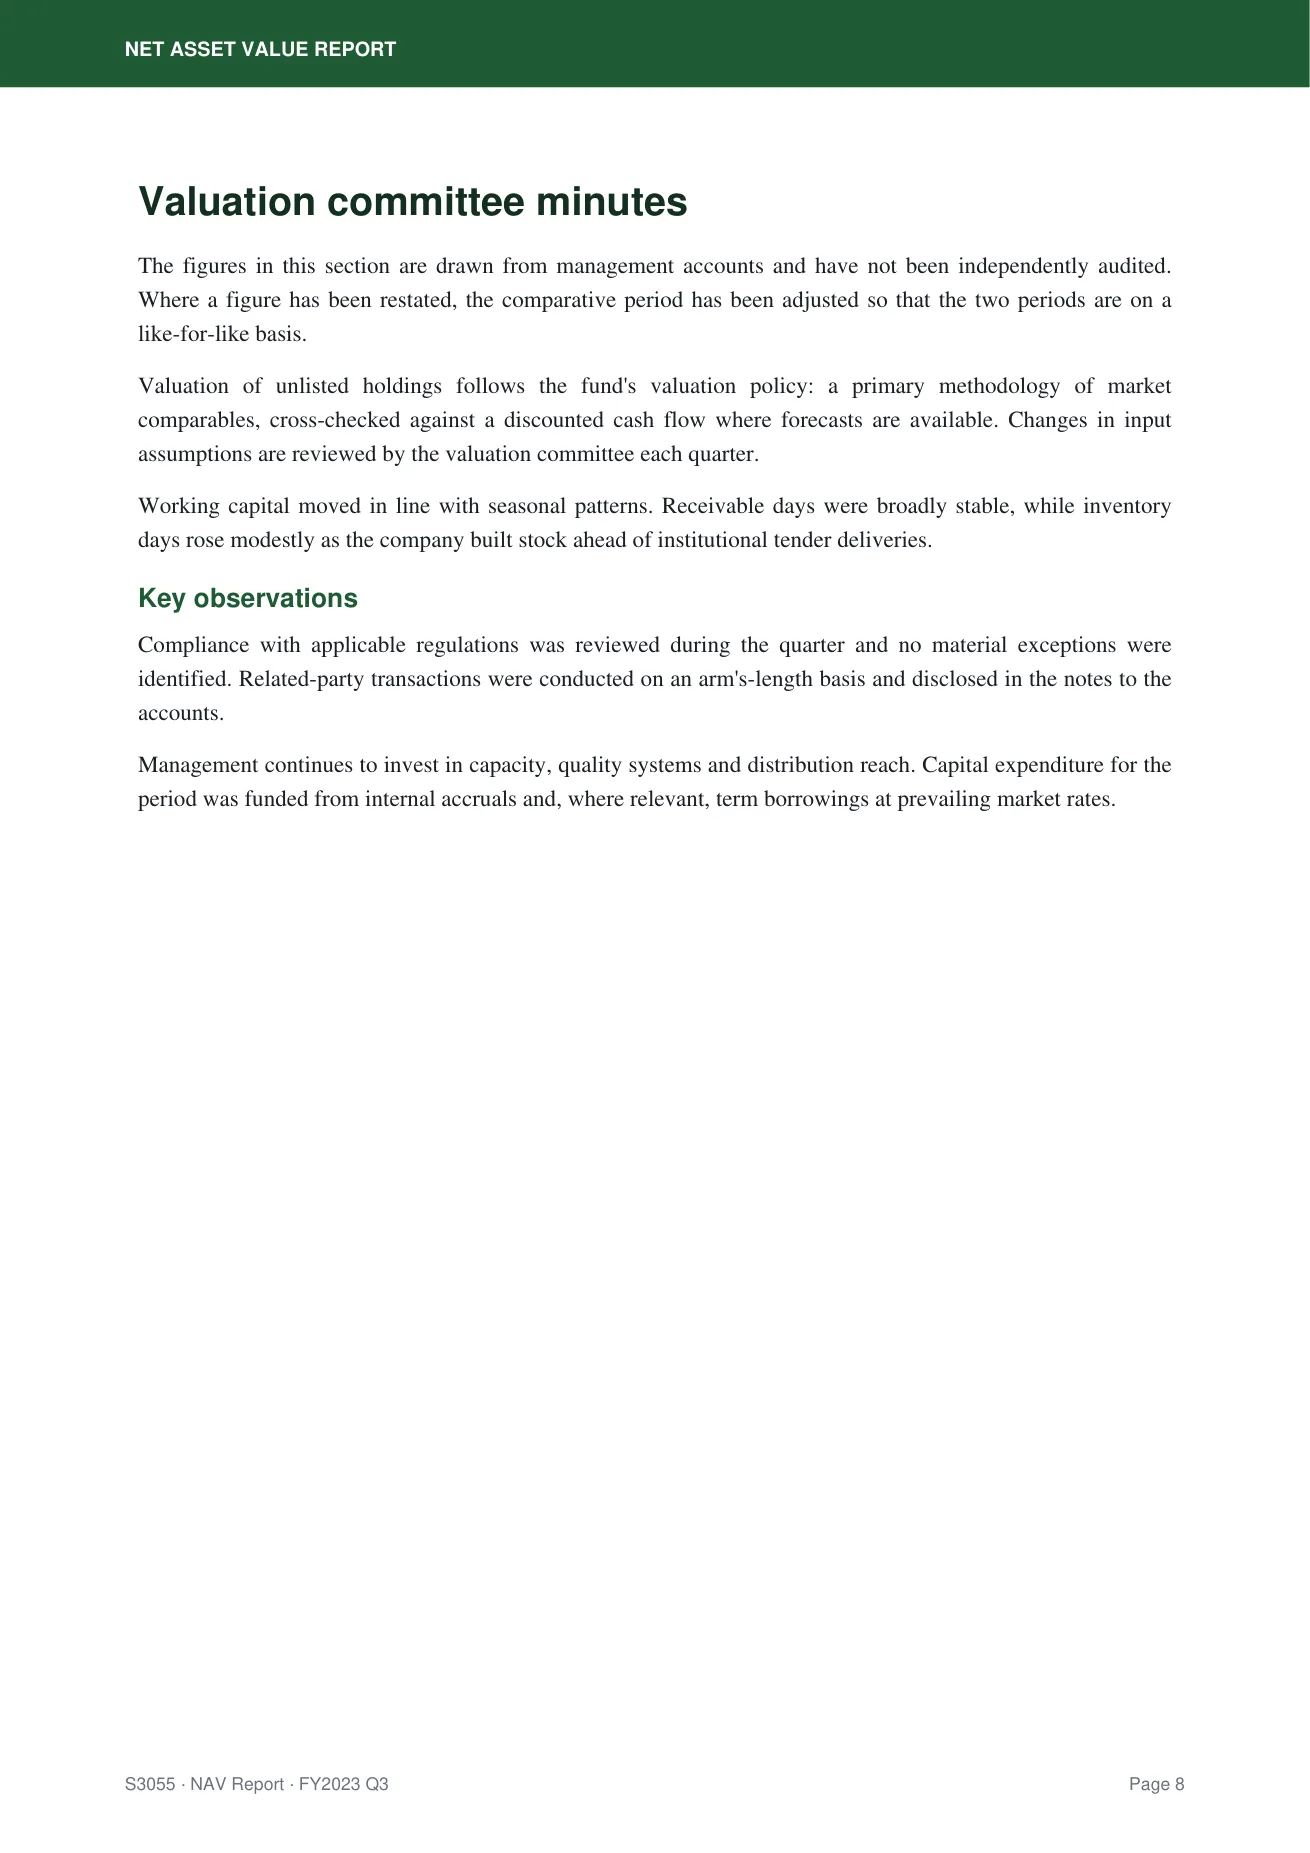 NET ASSET VALUE REPORT
Valuation committee minutes
The figures in this section are drawn from management accounts and have not been independently audited.
Where a figure has been restated, the comparative period has been adjusted so that the two periods are on a
like-for-like basis.
Valuation of unlisted holdings follows the fund's valuation policy: a primary methodology of market
comparables, cross-checked against a discounted cash flow where forecasts are available. Changes in input
assumptions are reviewed by the valuation committee each quarter.
Working capital moved in line with seasonal patterns. Receivable days were broadly stable, while inventory
days rose modestly as the company built stock ahead of institutional tender deliveries.
Key observations
Compliance with applicable regulations was reviewed during the quarter and no material exceptions were
identified. Related-party transactions were conducted on an arm's-length basis and disclosed in the notes to the
accounts.
Management continues to invest in capacity, quality systems and distribution reach. Capital expenditure for the
period was funded from internal accruals and, where relevant, term borrowings at prevailing market rates.
S3055 · NAV Report · FY2023 Q3
Page 8